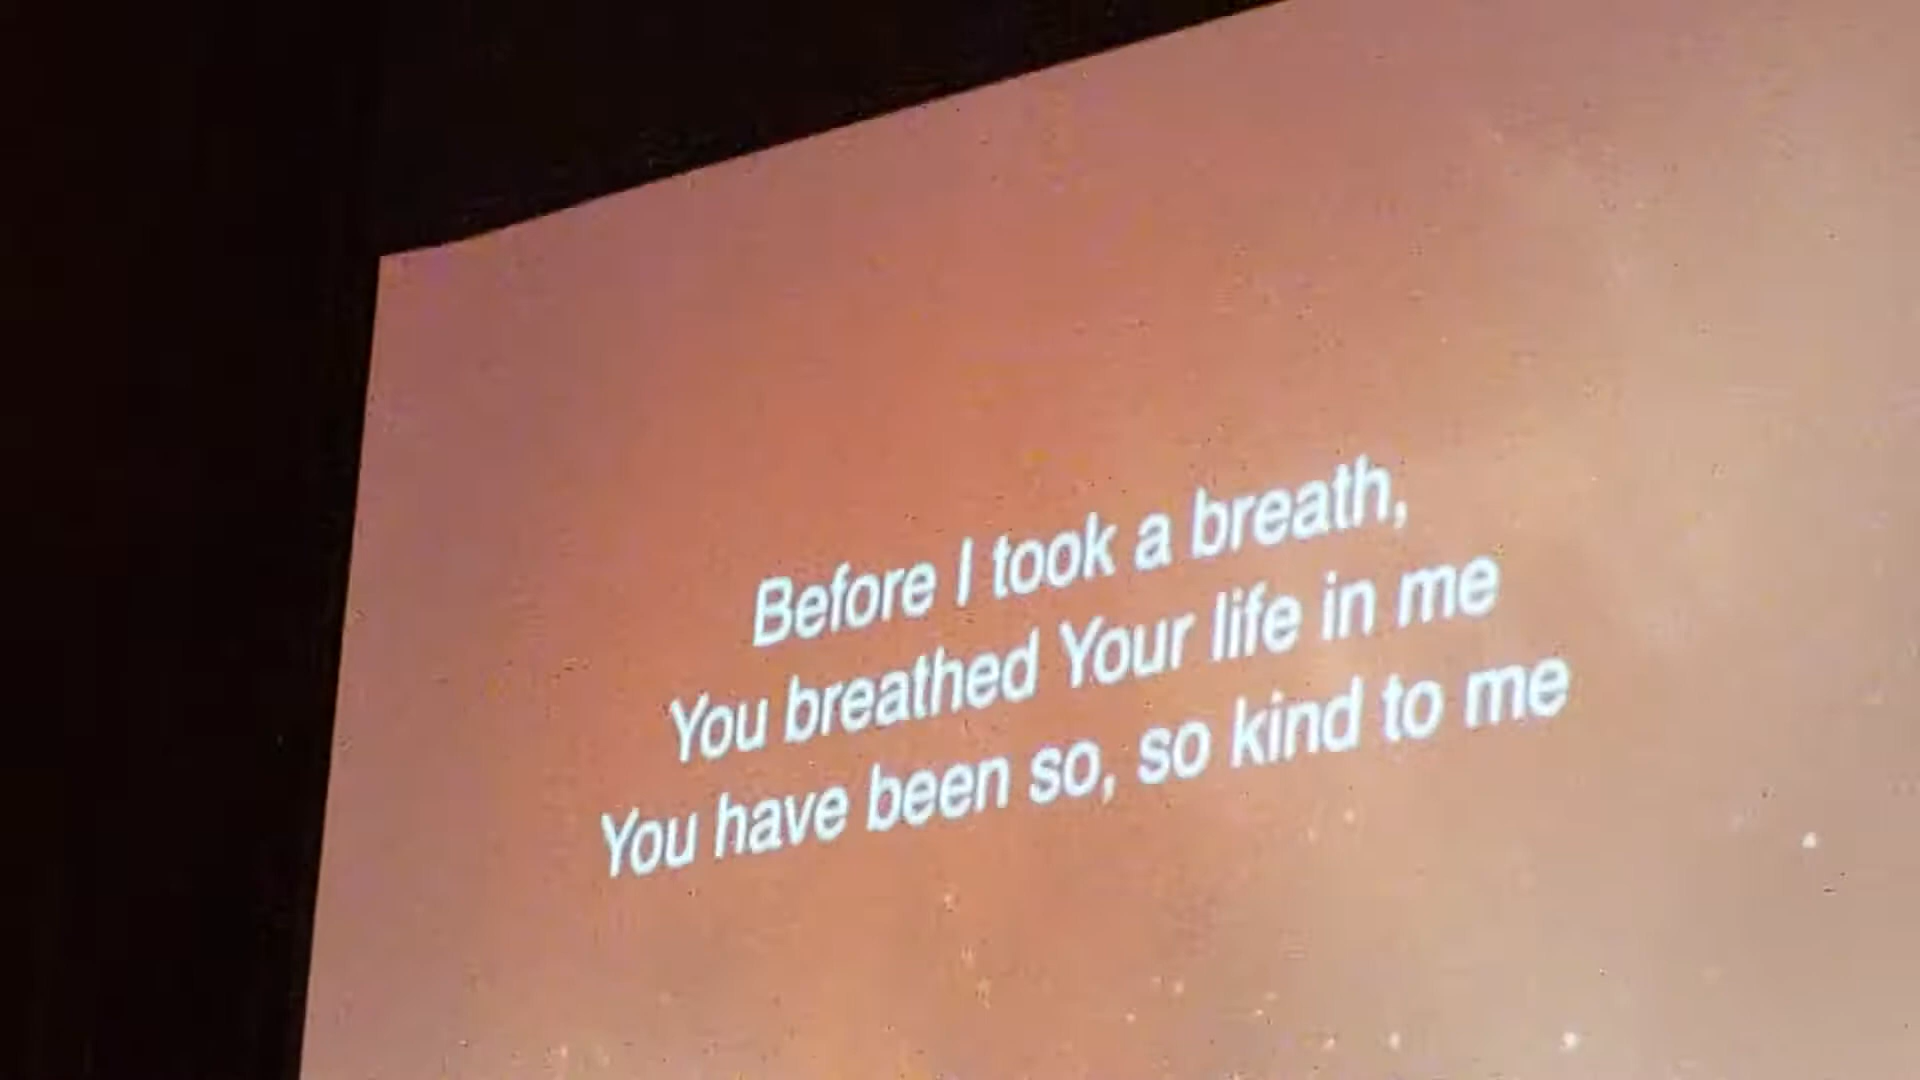 Before I took a breath,
You breathed Your life in me
You have been so, so kind to me